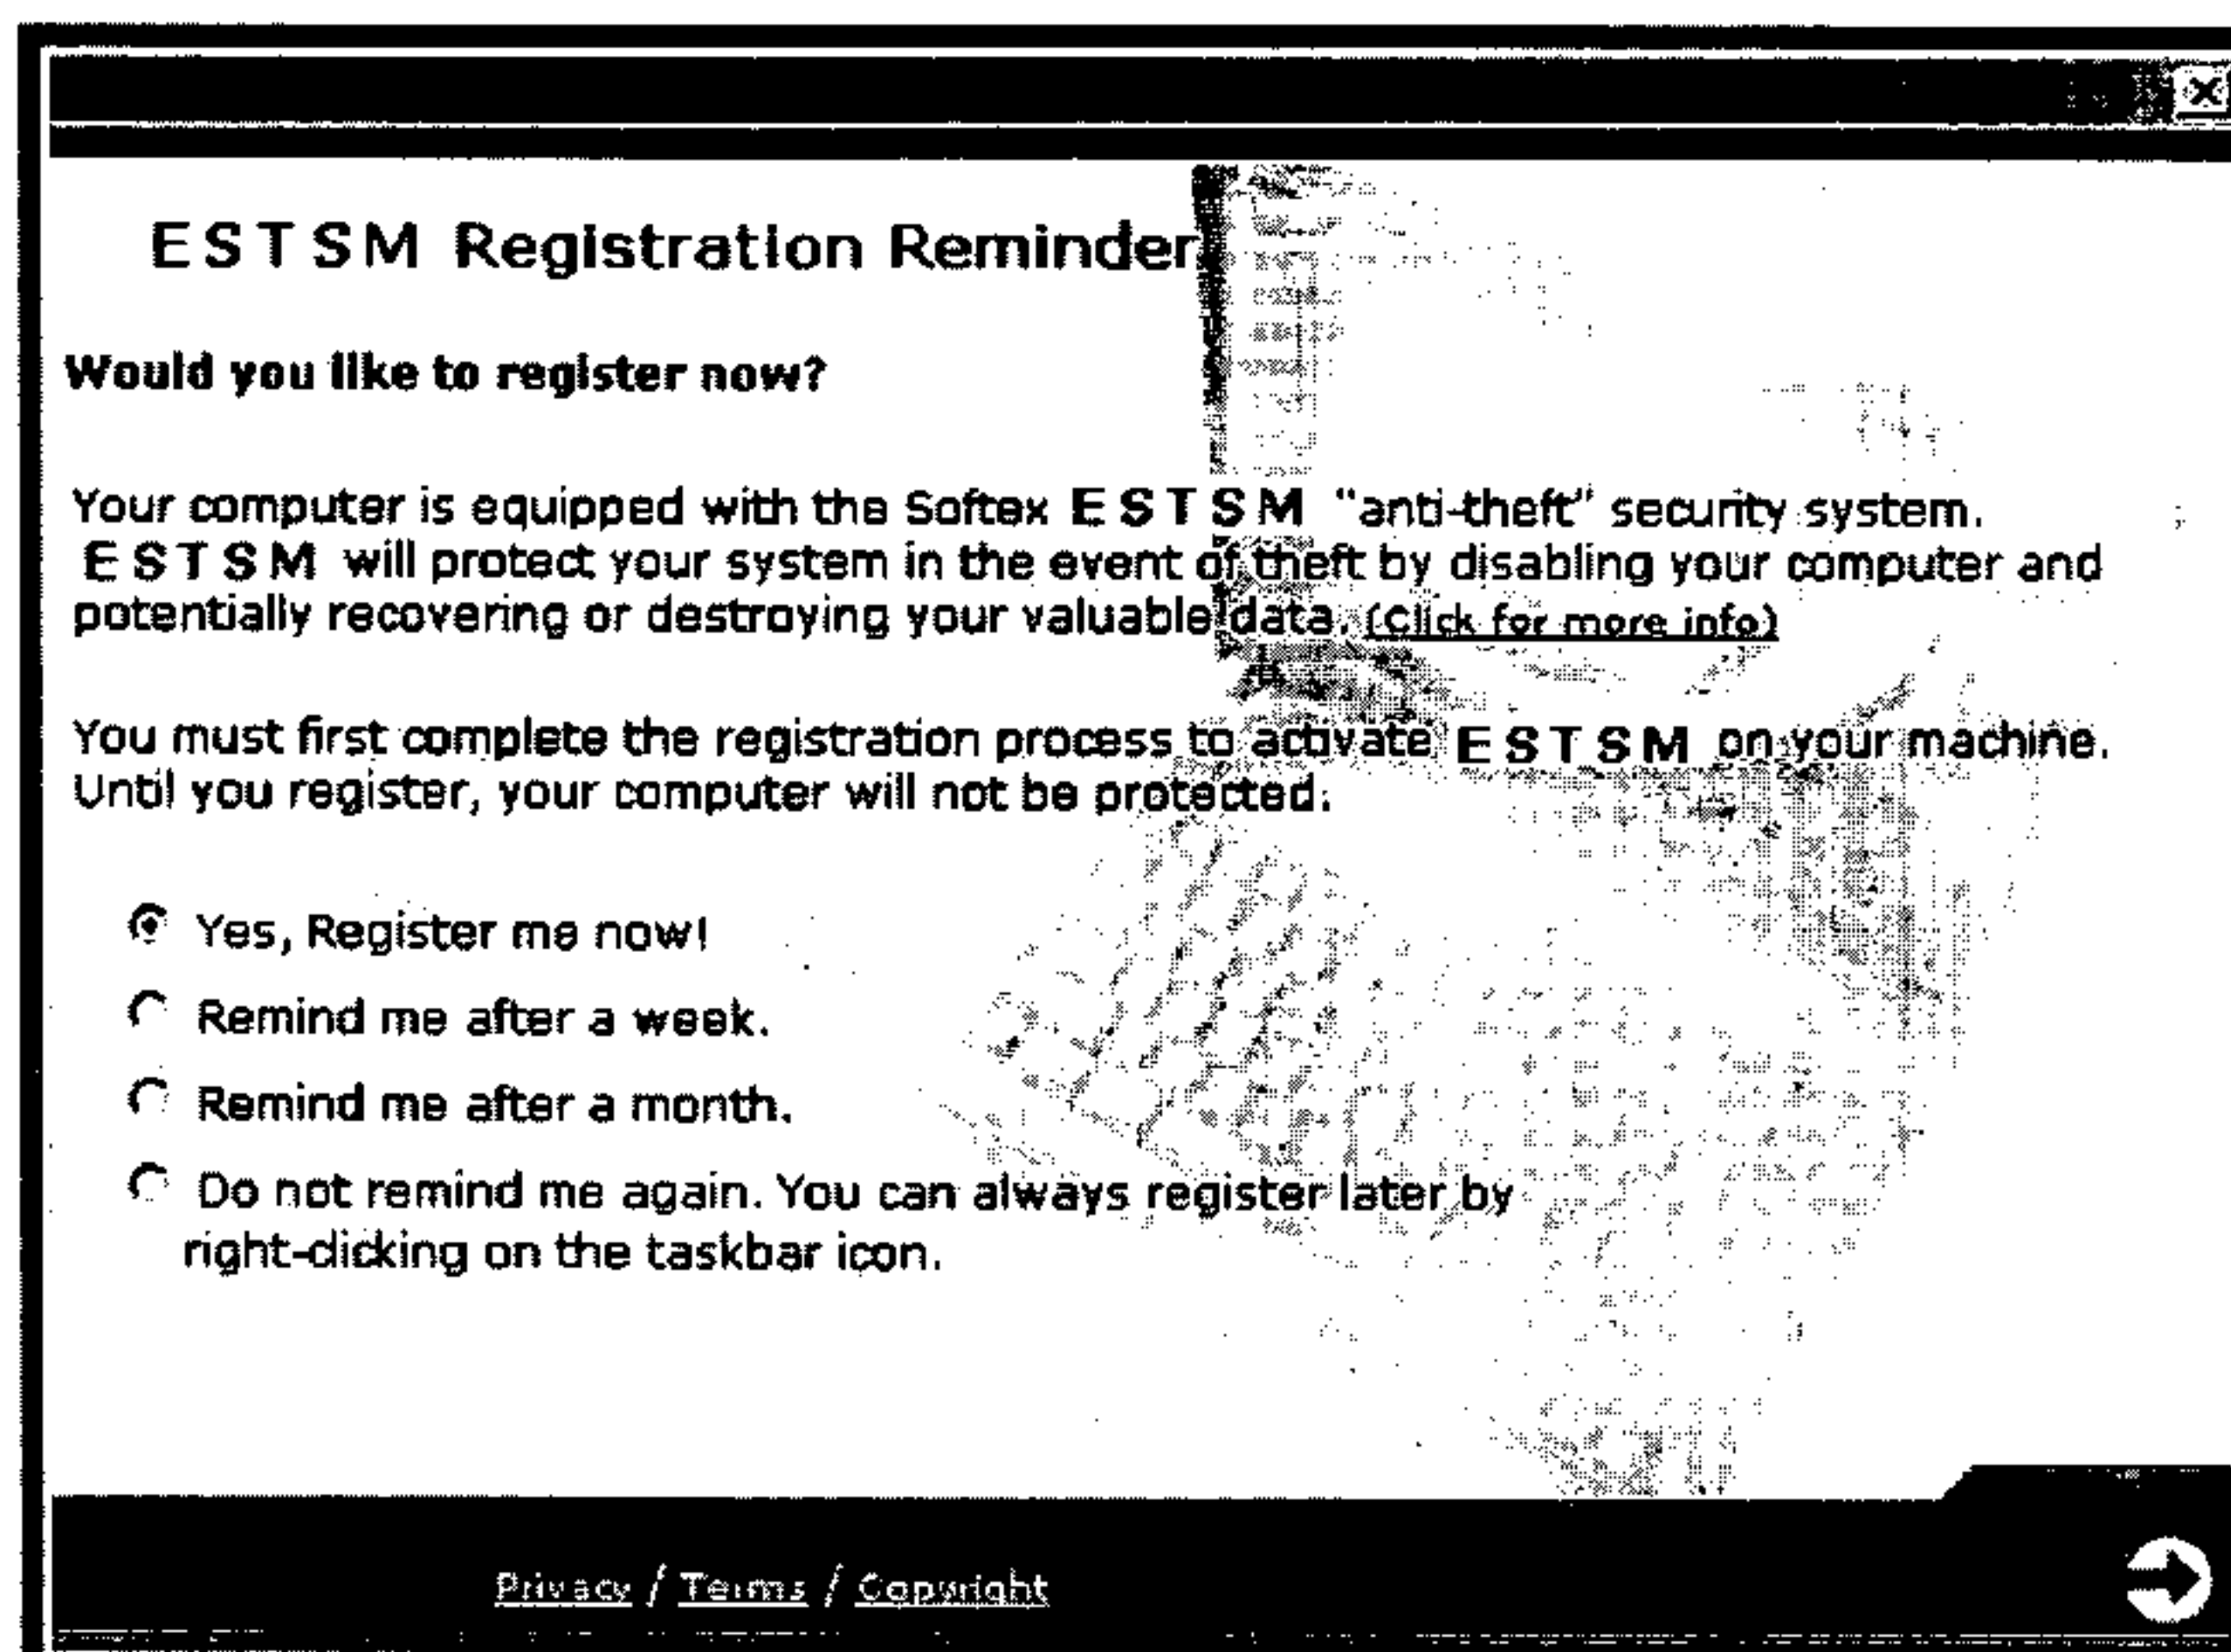 ESTSM Registration Reminder
Would you like to register now?
Your computer is equipped with the Softex ESTSM "anti-theft" security system.
ESTSM will protect your system in the event of theft by disabling your computer and
potentially recovering or destroying your valuable data. (Click for more info)
You must first complete the registration process to activate ESTSM on your machine.
Until you register, your computer will not be protected.
Yes, Register me now!
Remind me after a week.
Remind me after a month.
Do not remind me again. You can always register later by
right-clicking on the taskbar icon.
Privacy / Terms / Copyright